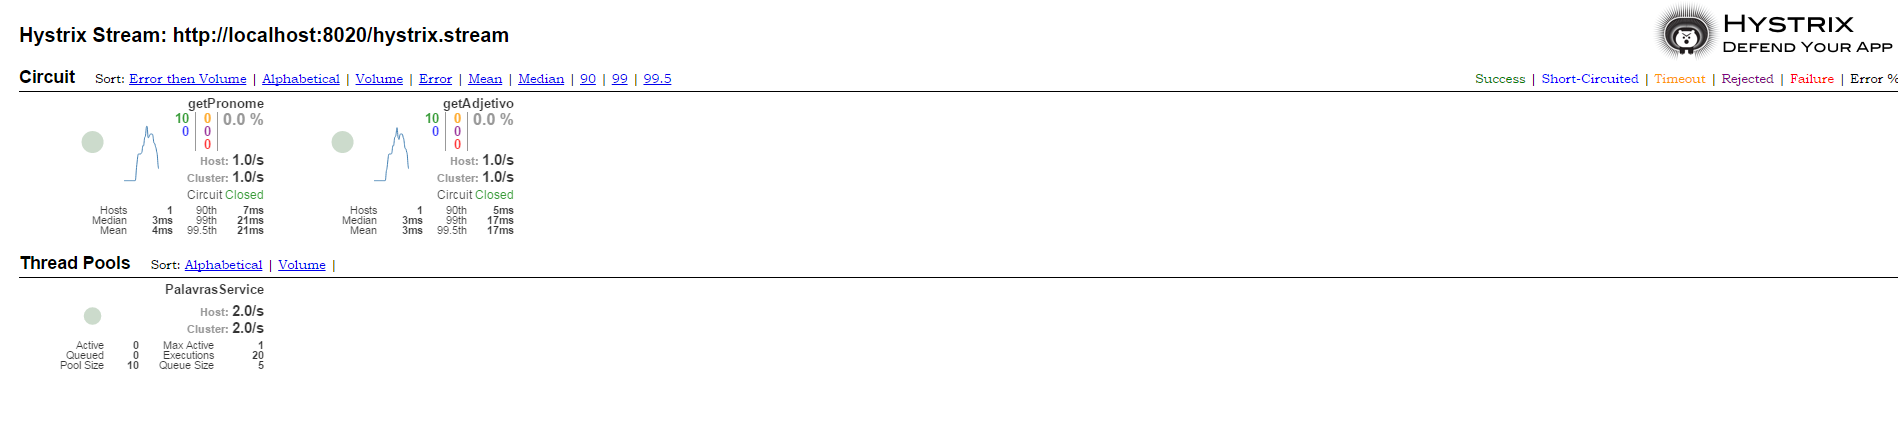 Hystrix Stream: http://localhost:8020/hystrix.stream
HYSTRIX
DEFEND YOUR APP
Circuit Sort: Error then Volume | Alphabetical | Volume | Error | Mean | Median | 90 | 99 | 99.5
Success | Short-Circuited | Timeout | Rejected | Failure | Error %
getPronome
10 0 0.0 %
0 0
0
Host: 1.0/s
Cluster: 1.0/s
Circuit Closed
Hosts 1 90th 7ms
Median 3ms 99th 21ms
Mean 4ms 99.5th 21ms
getAdjetivo
10 0 0.0 %
0 0
0
Host: 1.0/s
Cluster: 1.0/s
Circuit Closed
Hosts 1 90th 5ms
Median 3ms 99th 17ms
Mean 3ms 99.5th 17ms
Thread Pools Sort: Alphabetical | Volume |
PalavrasService
Host: 2.0/s
Cluster: 2.0/s
Active 0 Max Active 1
Queued 0 Executions 20
Pool Size 10 Queue Size 5